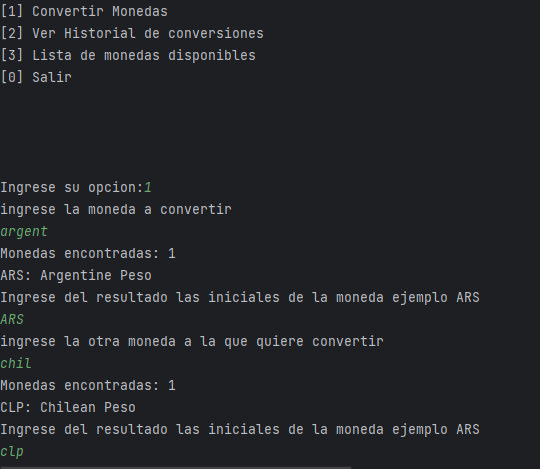 [1] Convertir Monedas
[2] Ver Historial de conversiones
[3] Lista de monedas disponibles
[0] Salir
Ingrese su opcion:1
ingrese la moneda a convertir
argent
Monedas encontradas: 1
ARS: Argentine Peso
Ingrese del resultado las iniciales de la moneda ejemplo ARS
ARS
ingrese la otra moneda a la que quiere convertir
chil
Monedas encontradas: 1
CLP: Chilean Peso
Ingrese del resultado las iniciales de la moneda ejemplo ARS
clp